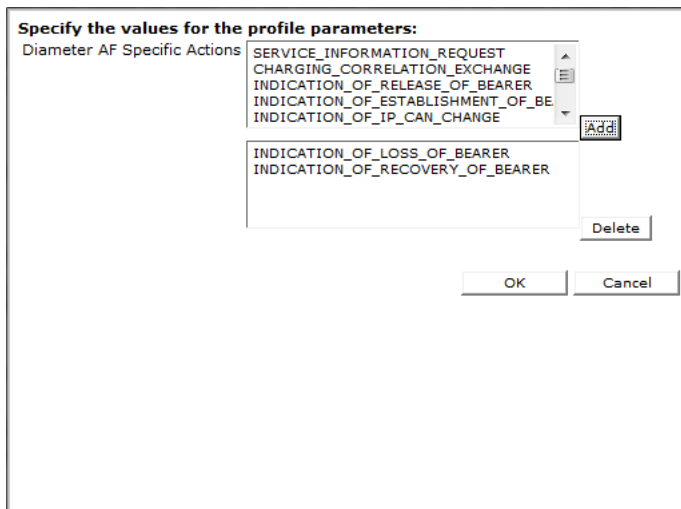 Specify the values for the profile parameters:
Diameter AF Specific Actions
SERVICE_INFORMATION_REQUEST
CHARGING_CORRELATION_EXCHANGE
INDICATION_OF_RELEASE_OF_BEARER
INDICATION_OF_ESTABLISHMENT_OF_BE
INDICATION_OF_IP_CAN_CHANGE
Add
INDICATION_OF_LOSS_OF_BEARER
INDICATION_OF_RECOVERY_OF_BEARER
Delete
OK Cancel